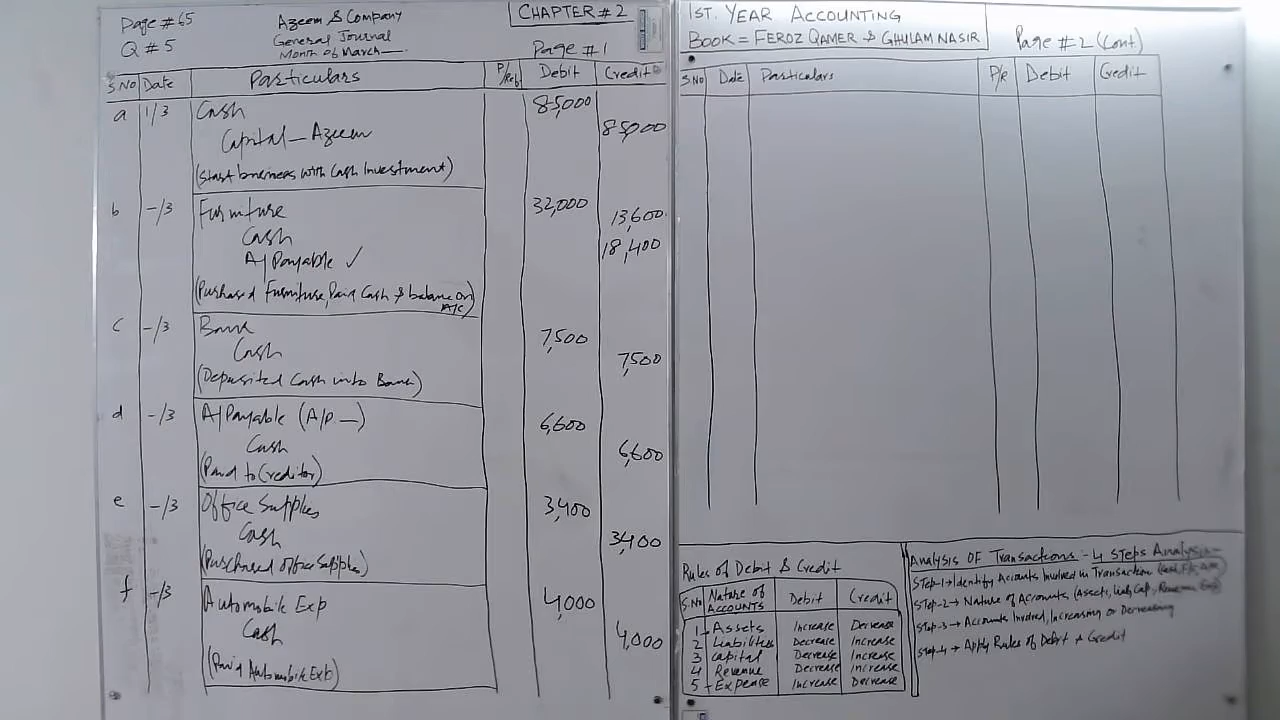 Page # 65
Q # 5
Azeem & Company
General Journal
Month of March
CHAPTER # 2
Page # 1
S.No Date Particulars P/Ref Debit Credit
a 1/3 Cash 85,000
Capital – Azeem 85,000
(Start business with Cash Investment)
b -/3 Furniture 32,000
Cash 13,600
A/Payable ✓ 18,400
(Purchased Furniture, Paid Cash & balance on A/C)
c -/3 Bank 7,500
Cash 7,500
(Deposited Cash into Bank)
d -/3 A/Payable (A/P –) 6,600
Cash 6,600
(Paid to Creditor)
e -/3 Office Supplies 3,400
Cash 3,400
(Purchased Office Supplies)
f -/3 Automobile Exp 4,000
Cash 4,000
(Paid Automobile Exp)
1ST. YEAR ACCOUNTING
BOOK = FEROZ QAMER & GHULAM NASIR
Page # 2 (Cont)
S.No Date Particulars P/R Debit Credit
Rules of Debit & Credit
S.No Nature of ACCOUNTS Debit Credit
1 Assets Increase Decrease
2 Liabilities Decrease Increase
3 Capital Decrease Increase
4 Revenue Decrease Increase
5 Expense Increase Decrease
Analysis OF Transactions :- 4 Steps Analysis
Step-1 → Identify Accounts Involved in Transaction
Step-2 → Nature of Accounts (Assets, Liab, Cap, Revenue, Exp)
Step-3 → Accounts Involved, Increasing or Decreasing
Step-4 → Apply Rules of Debit & Credit